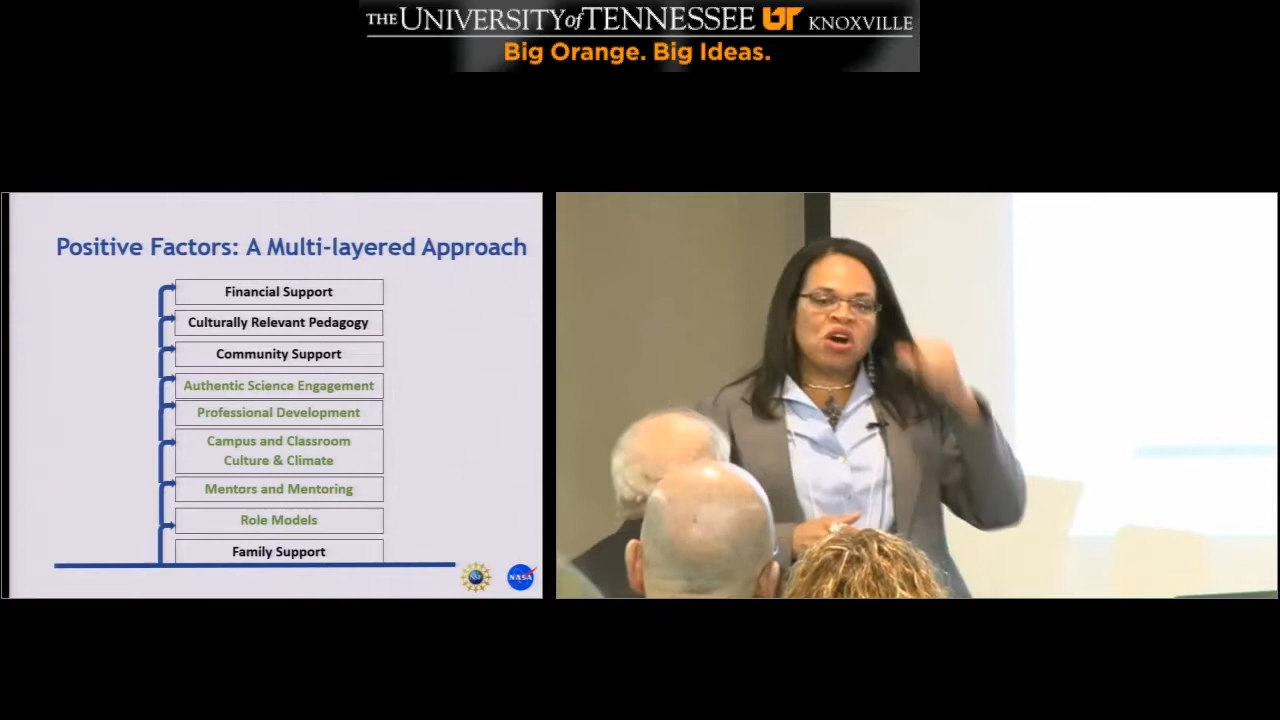 THE UNIVERSITY of TENNESSEE UT KNOXVILLE
Big Orange. Big Ideas.
Positive Factors: A Multi-layered Approach
Financial Support
Culturally Relevant Pedagogy
Community Support
Authentic Science Engagement
Professional Development
Campus and Classroom
Culture & Climate
Mentors and Mentoring
Role Models
Family Support
NSF
NASA